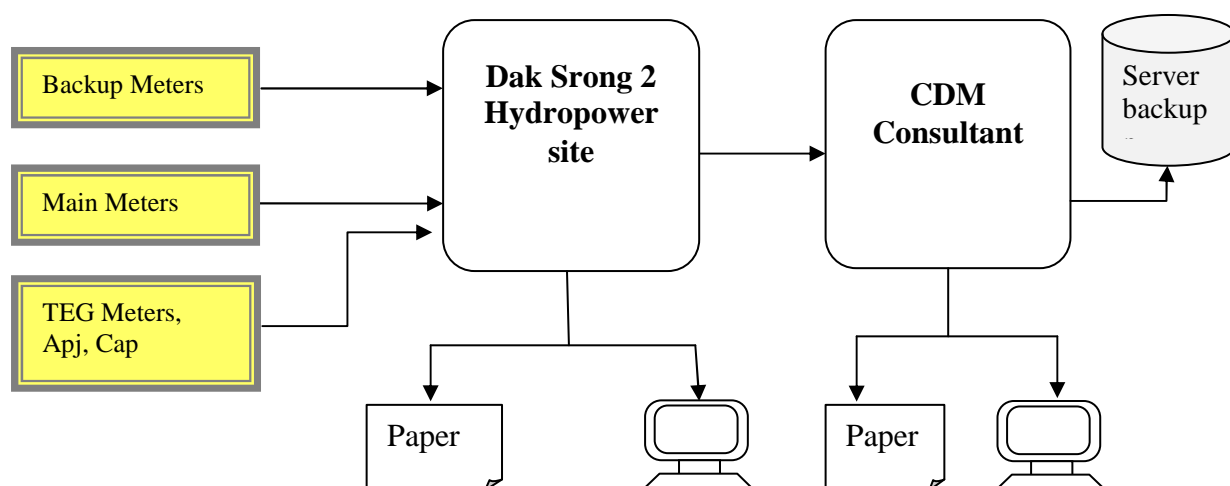 Backup Meters
Main Meters
TEG Meters,
Apj, Cap
Dak Srong 2
Hydropower
site
CDM
Consultant
Server
backup
Paper
Paper